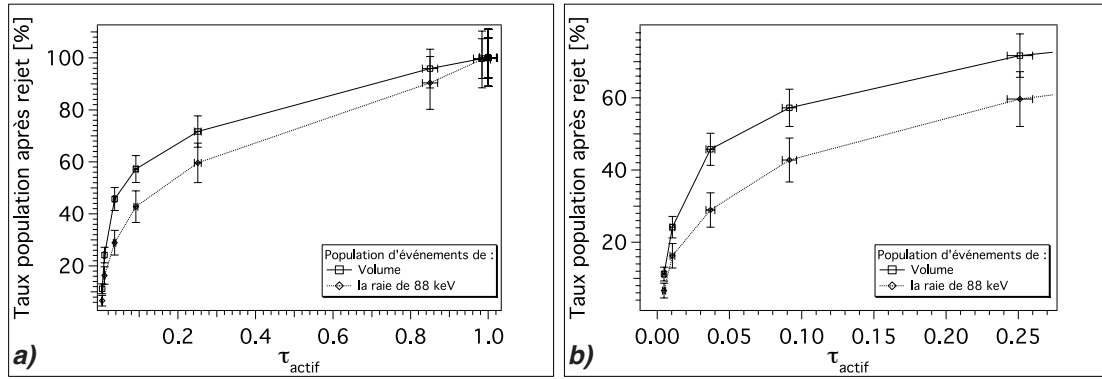 Taux population après rejet [%]
100
80
60
40
20
0.2
0.4
0.6
0.8
1.0
τactif
Population d'événements de :
Volume
la raie de 88 keV
a)
Taux population après rejet [%]
60
40
20
0.00
0.05
0.10
0.15
0.20
0.25
τactif
Population d'événements de :
Volume
la raie de 88 keV
b)